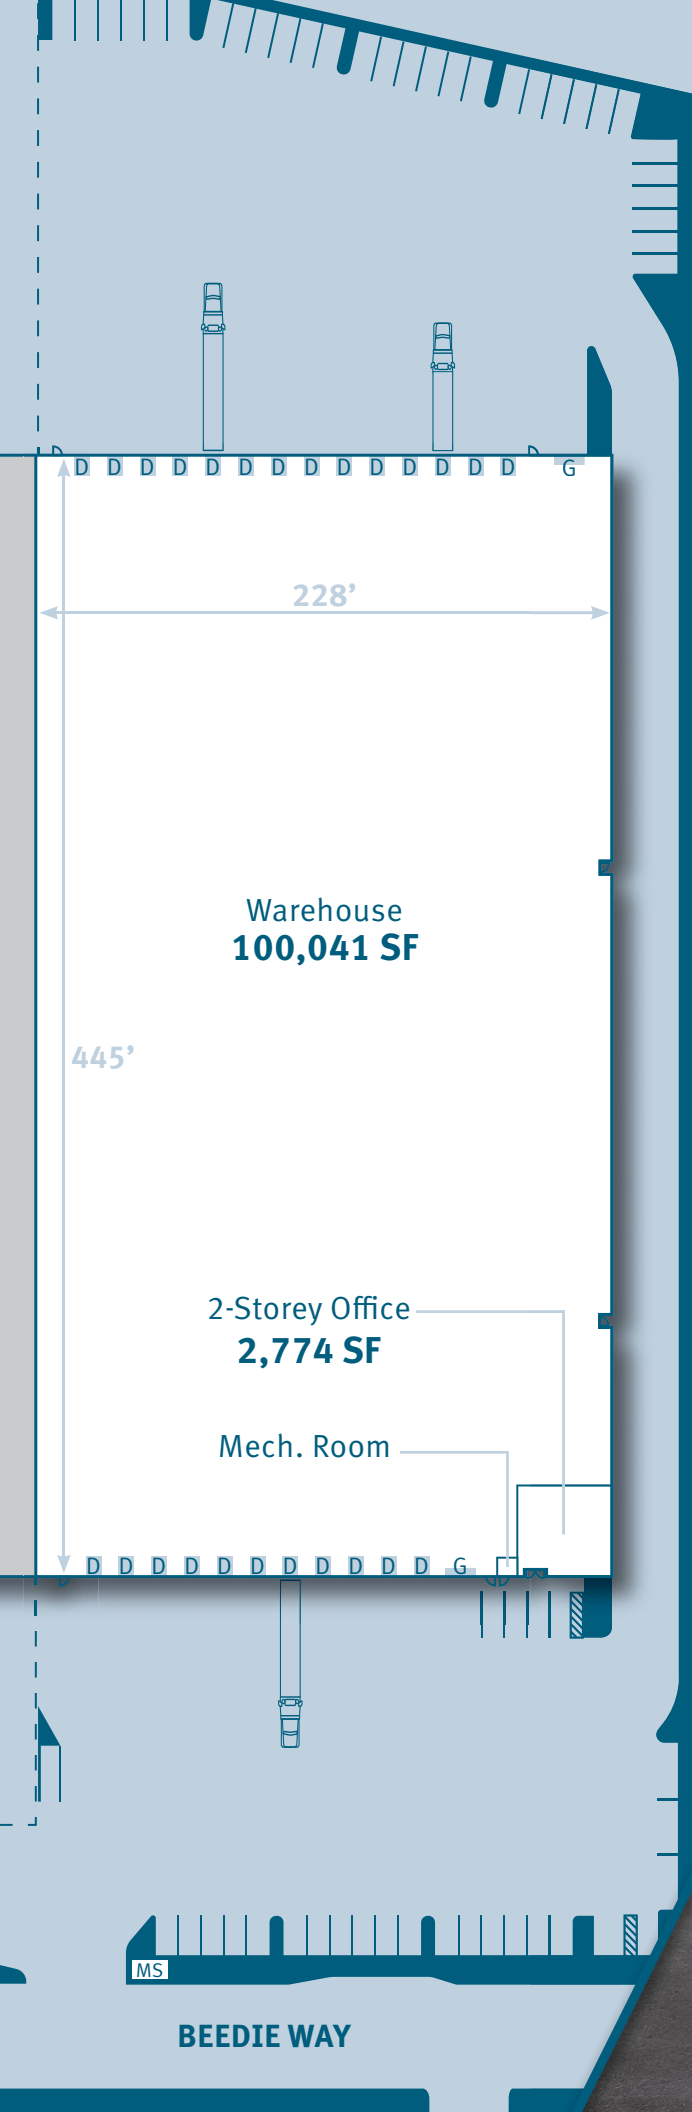 D D D D D D D D D D D D D D G
228’
Warehouse
100,041 SF
445’
2-Storey Office
2,774 SF
Mech. Room
D D D D D D D D D D D G
MS
BEEDIE WAY